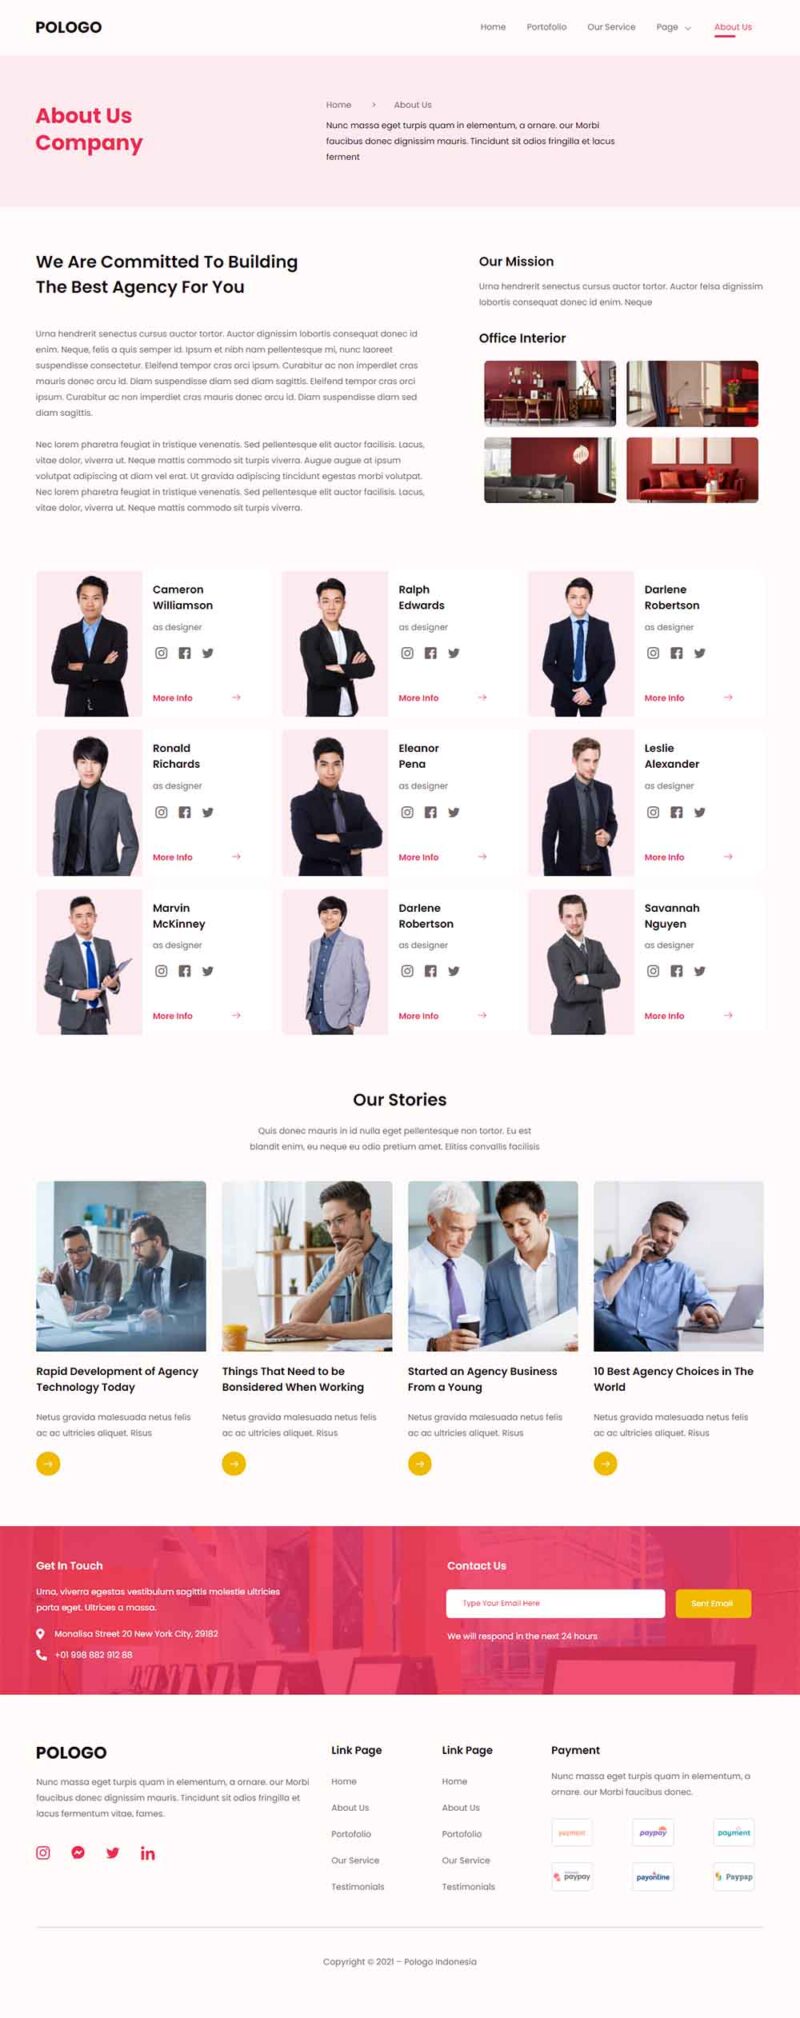 POLOGO
Home
Portofolio
Our Service
Page
About Us
About Us
Company
Home > About Us
Nunc massa eget turpis quam in elementum, a ornare. our Morbi
faucibus donec dignissim mauris. Tincidunt sit odios fringilla et lacus
ferment
We Are Committed To Building
The Best Agency For You
Urna hendrerit senectus cursus auctor tortor. Auctor dignissim lobortis consequat donec id
enim. Neque, felis a quis semper id. Ipsum et nibh nam pellentesque mi, nunc laoreet
suspendisse consectetur. Eleifend tempor cras orci ipsum. Curabitur ac non imperdiet cras
mauris donec arcu id. Diam suspendisse diam sed diam sagittis. Eleifend tempor cras orci
ipsum. Curabitur ac non imperdiet cras mauris donec arcu id. Diam suspendisse diam sed
diam sagittis.
Nec lorem pharetra feugiat in tristique venenatis. Sed pellentesque elit auctor facilisis. Lacus,
vitae dolor, viverra ut. Neque mattis commodo sit turpis viverra. Augue augue at ipsum
volutpat adipiscing at diam vel erat. Ut gravida adipiscing tincidunt egestas morbi volutpat.
Nec lorem pharetra feugiat in tristique venenatis. Sed pellentesque elit auctor facilisis. Lacus,
vitae dolor, viverra ut. Neque mattis commodo sit turpis viverra.
Our Mission
Urna hendrerit senectus cursus auctor tortor. Auctor felsa dignissim
lobortis consequat donec id enim. Neque
Office Interior
Cameron
Williamson
as designer
More Info
Ralph
Edwards
as designer
More Info
Darlene
Robertson
as designer
More Info
Ronald
Richards
as designer
More Info
Eleanor
Pena
as designer
More Info
Leslie
Alexander
as designer
More Info
Marvin
McKinney
as designer
More Info
Darlene
Robertson
as designer
More Info
Savannah
Nguyen
as designer
More Info
Our Stories
Quis donec mauris in id nulla eget pellentesque non tortor. Eu est
blandit enim, eu neque eu odio pretium amet. Elitiss convallis facilisis
Rapid Development of Agency
Technology Today
Netus gravida malesuada netus felis
ac ac ultricies aliquet. Risus
Things That Need to be
Bonsidered When Working
Netus gravida malesuada netus felis
ac ac ultricies aliquet. Risus
Started an Agency Business
From a Young
Netus gravida malesuada netus felis
ac ac ultricies aliquet. Risus
10 Best Agency Choices in The
World
Netus gravida malesuada netus felis
ac ac ultricies aliquet. Risus
Get In Touch
Urna, viverra egestas vestibulum sagittis molestie ultricies
porta eget. Ultrices a massa.
Monalisa Street 20 New York City, 29182
+01 998 882 912 88
Contact Us
Type Your Email Here
Sent Email
We will respond in the next 24 hours
POLOGO
Nunc massa eget turpis quam in elementum, a ornare. our Morbi
faucibus donec dignissim mauris. Tincidunt sit odios fringilla et
lacus fermentum vitae, fames.
in
Link Page
Home
About Us
Portofolio
Our Service
Testimonials
Link Page
Home
About Us
Portofolio
Our Service
Testimonials
Payment
Nunc massa eget turpis quam in elementum, a
ornare. our Morbi faucibus donec.
payment
paypay
payment
paypay
payonline
Paypap
Copyright © 2021 – Pologo Indonesia